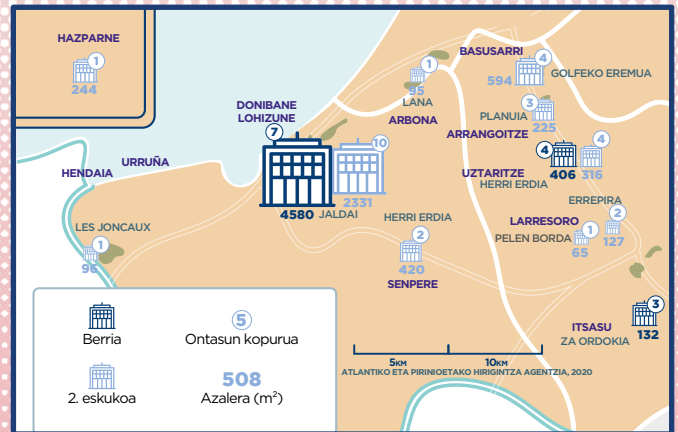 HAZPARNE
1
244
DONIBANE
LOHIZUNE
7
10
4580
JALDAI
2331
URRUÑA
HENDAIA
LES JONCAUX
1
96
1
95
LANA
ARBONA
BASUSARRI
4
594
GOLFEKO EREMUA
PLANUIA
3
225
ARRANGOITZE
4
406
4
316
UZTARITZE
HERRI ERDIA
ERREPIRA
2
127
LARRESORO
PELEN BORDA
1
65
HERRI ERDIA
2
420
SENPERE
3
132
ITSASU
ZA ORDOKIA
Berria
5
Ontasun kopurua
2. eskukoa
508
Azalera (m²)
5KM
10KM
ATLANTIKO ETA PIRINIOETAKO HIRIGINTZA AGENTZIA, 2020